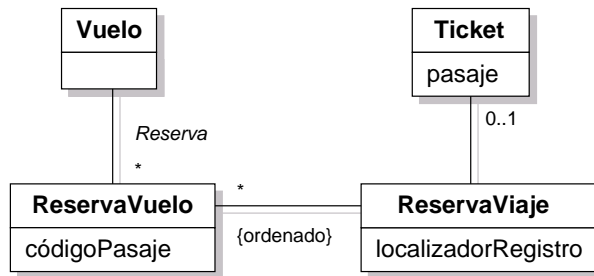 Vuelo
Ticket
pasaje
0..1
Reserva
*
*
ReservaVuelo
ReservaViaje
códigoPasaje
{ordenado}
localizadorRegistro